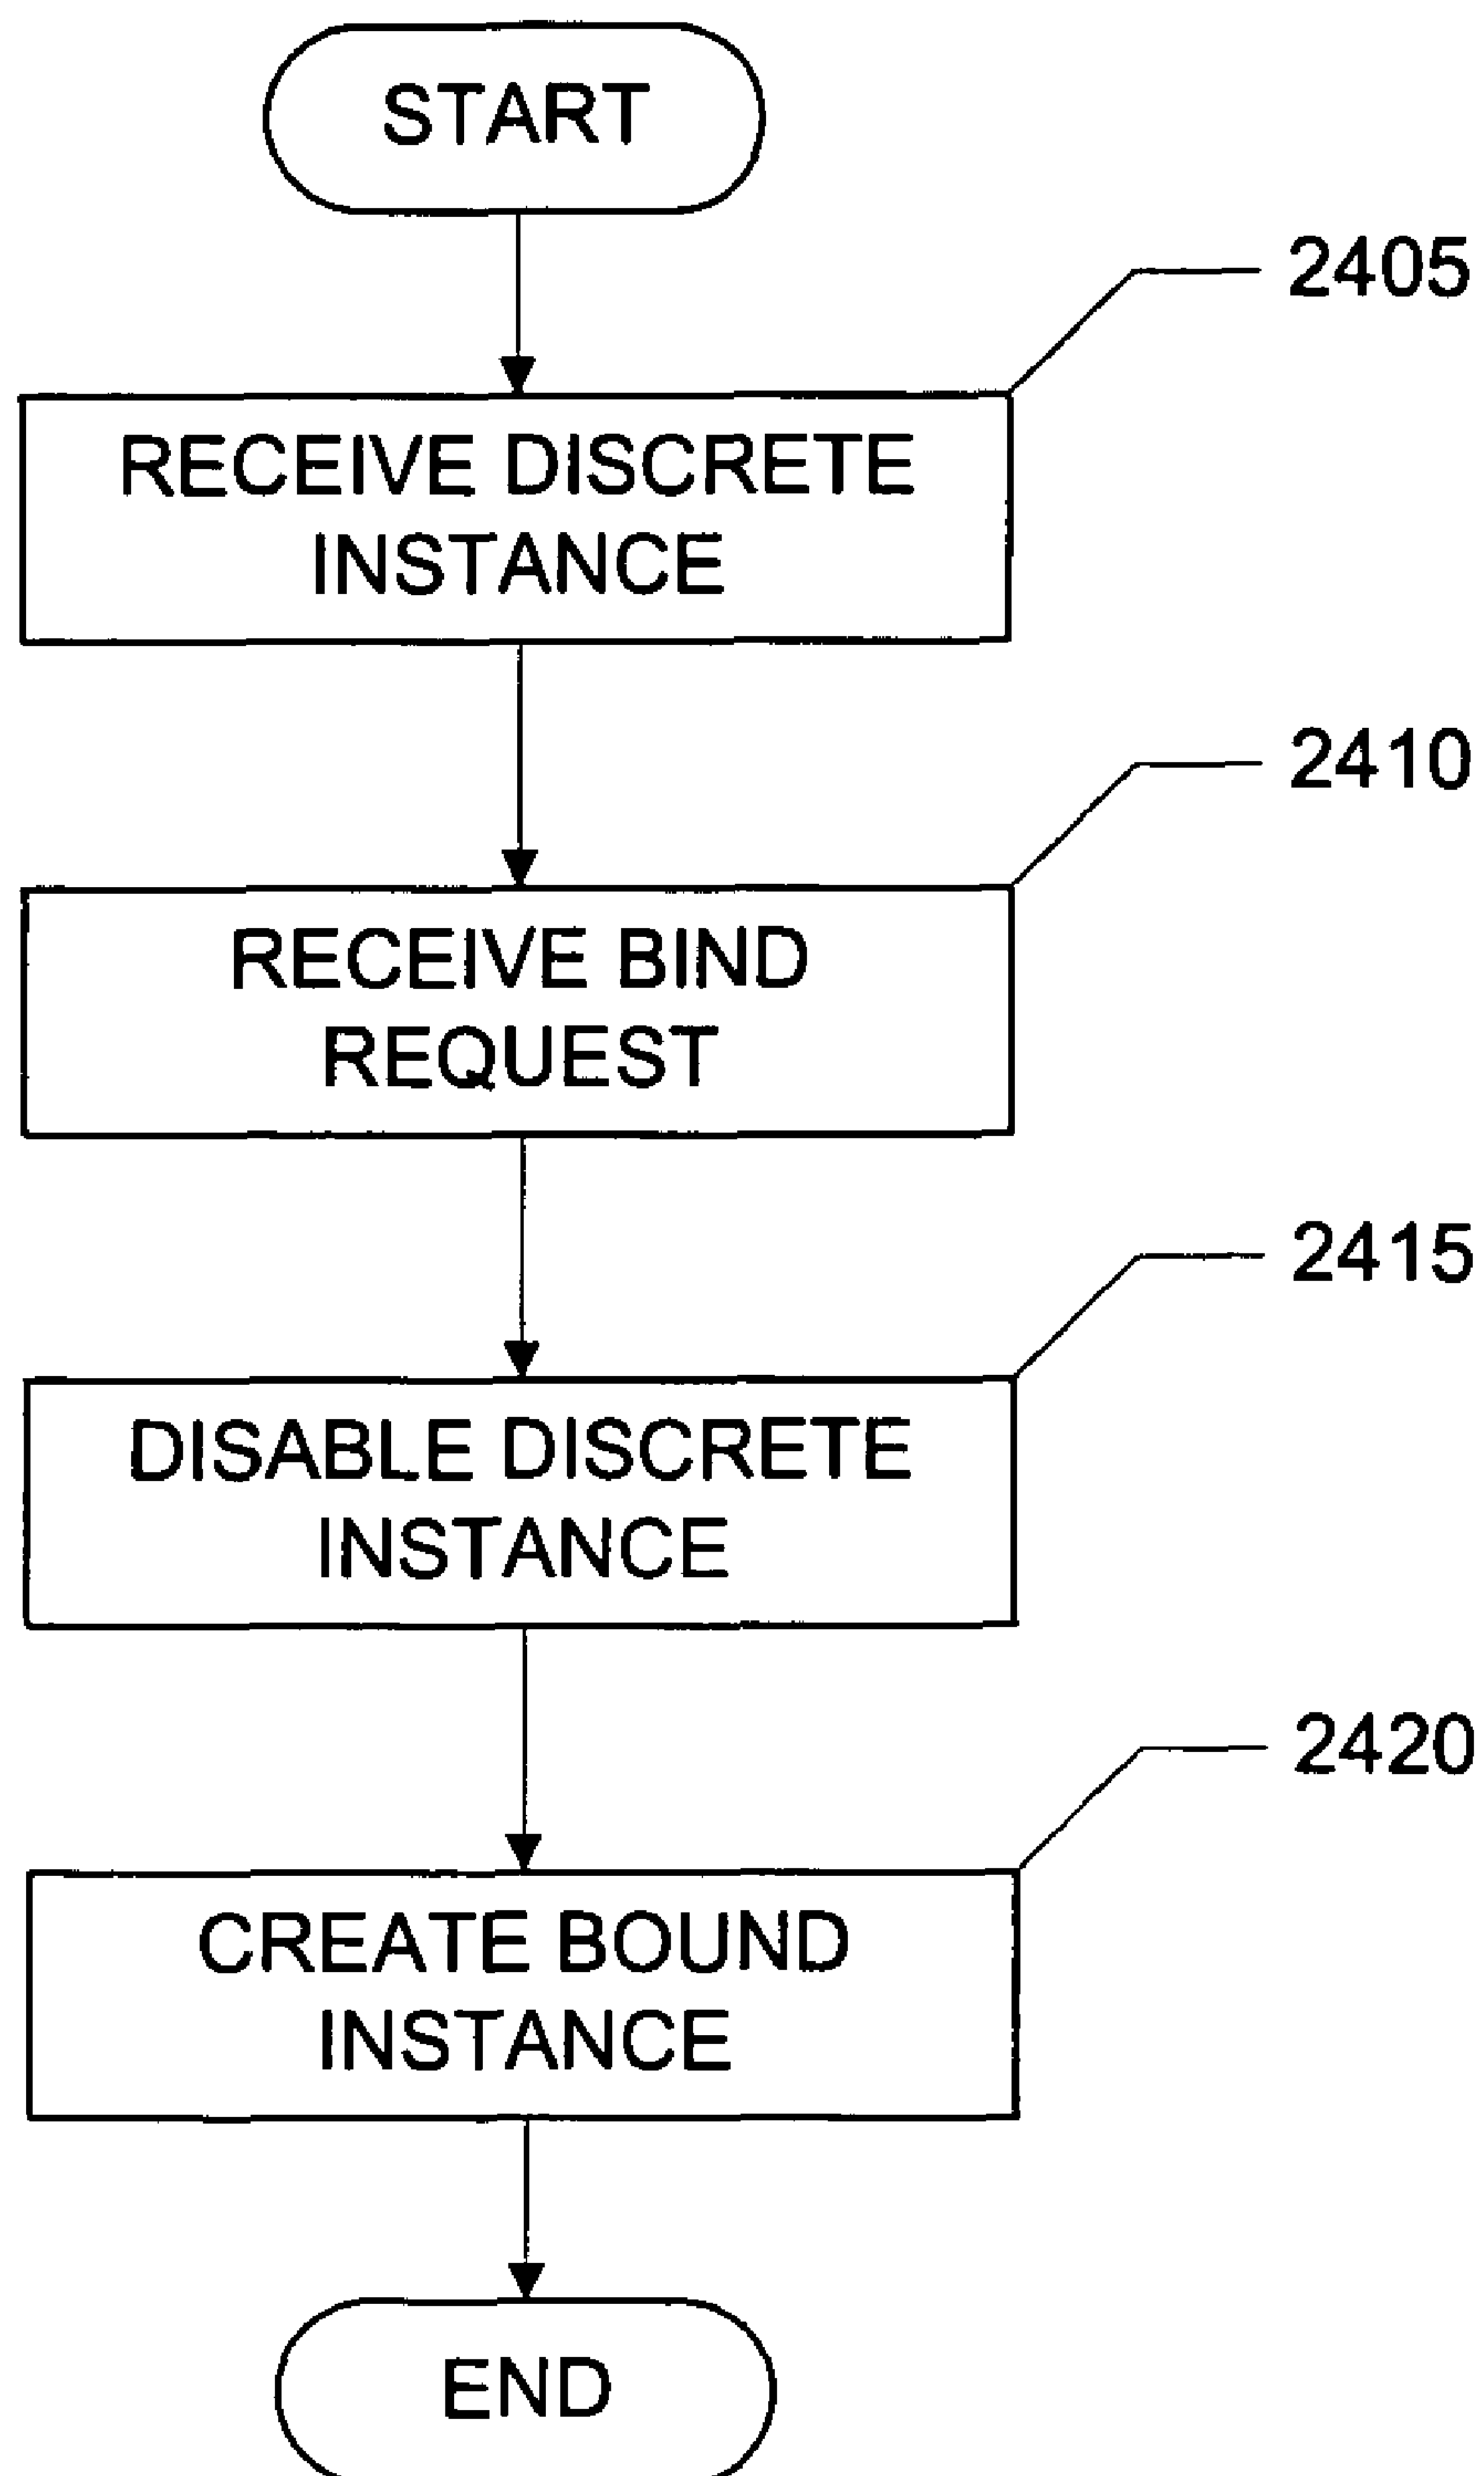 START
2405
RECEIVE DISCRETE
INSTANCE
2410
RECEIVE BIND
REQUEST
2415
DISABLE DISCRETE
INSTANCE
2420
CREATE BOUND
INSTANCE
END